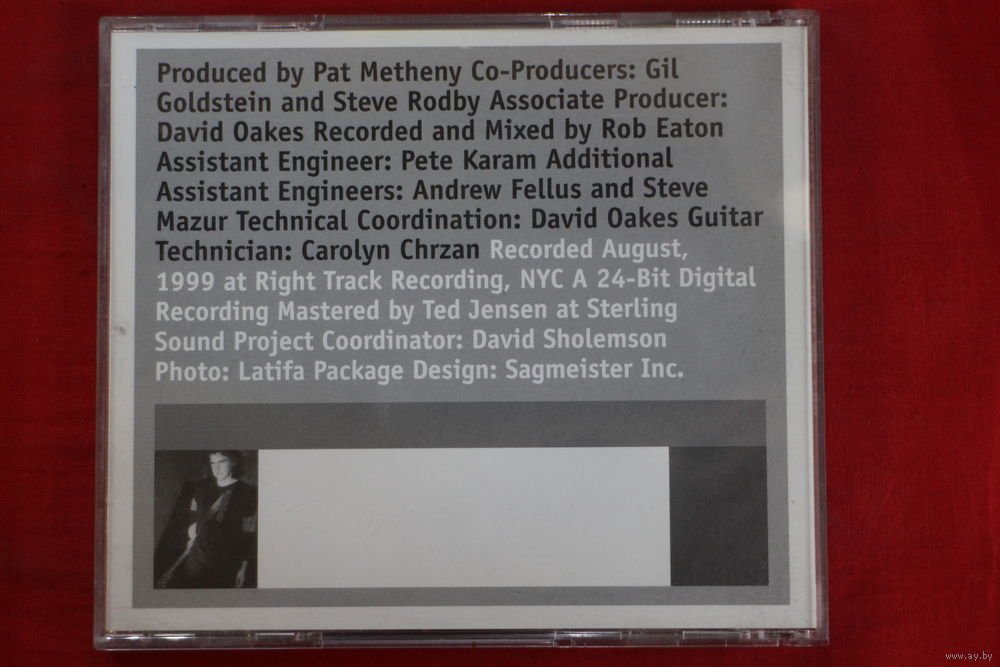 Produced by Pat Metheny Co-Producers: Gil
Goldstein and Steve Rodby Associate Producer:
David Oakes Recorded and Mixed by Rob Eaton
Assistant Engineer: Pete Karam Additional
Assistant Engineers: Andrew Fellus and Steve
Mazur Technical Coordination: David Oakes Guitar
Technician: Carolyn Chrzan Recorded August,
1999 at Right Track Recording, NYC A 24-Bit Digital
Recording Mastered by Ted Jensen at Sterling
Sound Project Coordinator: David Sholemson
Photo: Latifa Package Design: Sagmeister Inc.
www.ay.by